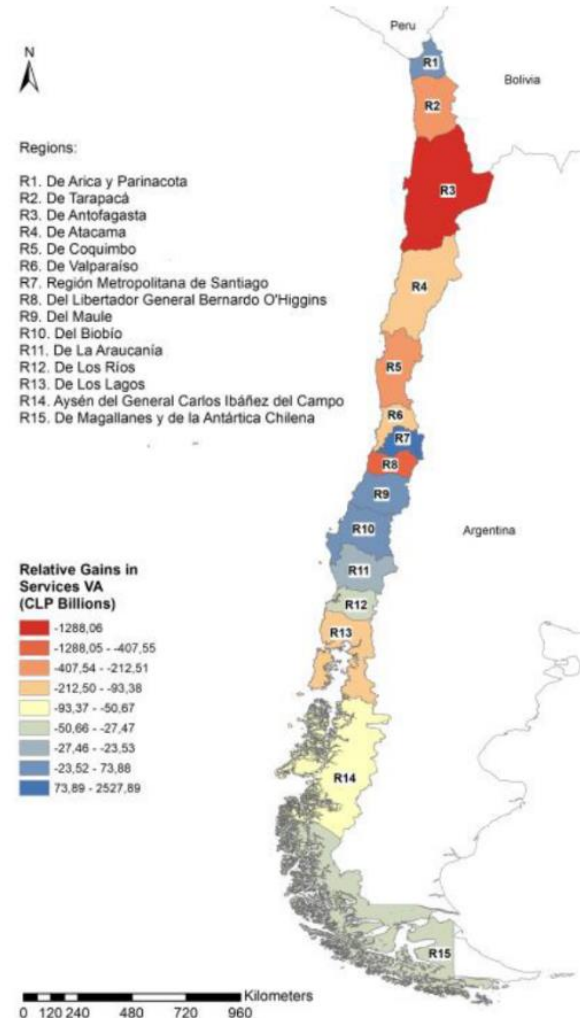 Peru
N
Bolivia
Regions:
R1. De Arica y Parinacota
R2. De Tarapacá
R3. De Antofagasta
R4. De Atacama
R5. De Coquimbo
R6. De Valparaíso
R7. Región Metropolitana de Santiago
R8. Del Libertador General Bernardo O'Higgins
R9. Del Maule
R10. Del Biobío
R11. De La Araucanía
R12. De Los Ríos
R13. De Los Lagos
R14. Aysén del General Carlos Ibáñez del Campo
R15. De Magallanes y de la Antártica Chilena
R1
R2
R3
R4
R5
R6
R7
R8
R9
R10
Argentina
R11
R12
R13
R14
R15
Relative Gains in
Services VA
(CLP Billions)
-1288,06
-1288,05 - -407,55
-407,54 - -212,51
-212,50 - -93,38
-93,37 - -50,67
-50,66 - -27,47
-27,46 - -23,53
-23,52 - 73,88
73,89 - 2527,89
Kilometers
0 120 240 480 720 960